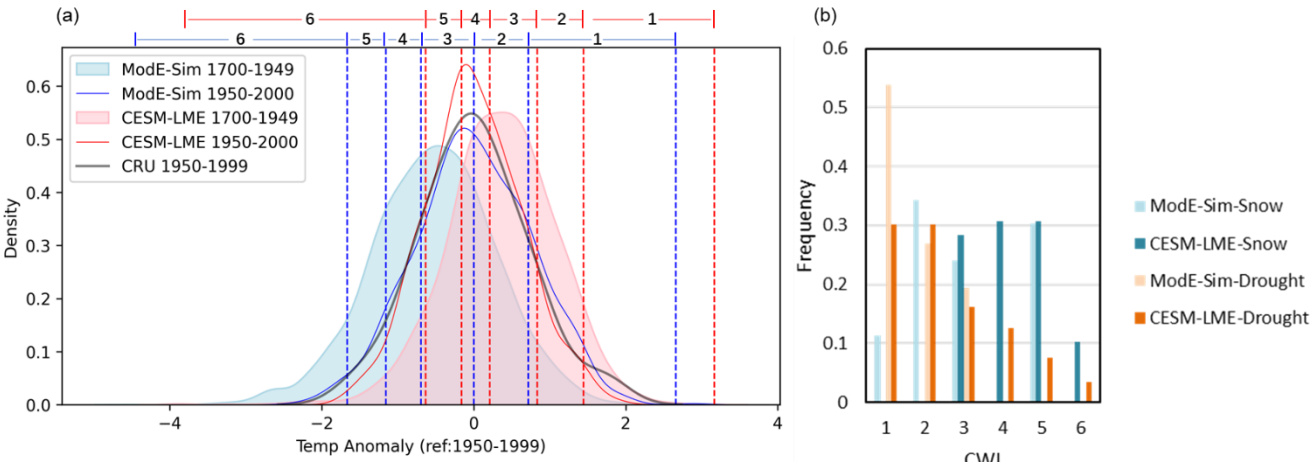 (a)
6 5 4 3 2 1
6 5 4 3 2 1
ModE-Sim 1700-1949
ModE-Sim 1950-2000
CESM-LME 1700-1949
CESM-LME 1950-2000
CRU 1950-1999
Density
0.6
0.5
0.4
0.3
0.2
0.1
0.0
−4 −2 0 2 4
Temp Anomaly (ref:1950-1999)
(b)
Frequency
0.6
0.5
0.4
0.3
0.2
0.1
0
1 2 3 4 5 6
ModE-Sim-Snow
CESM-LME-Snow
ModE-Sim-Drought
CESM-LME-Drought